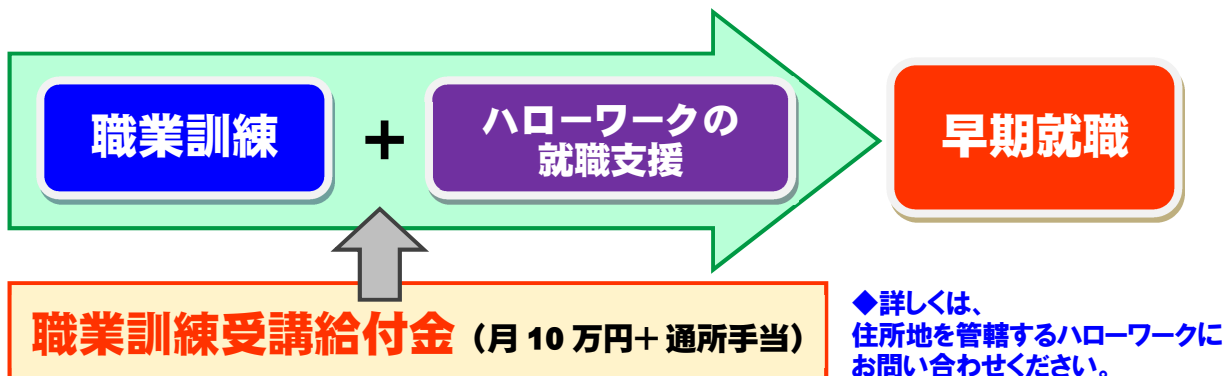 職業訓練
＋
ハローワークの
就職支援
早期就職
職業訓練受講給付金（月10万円＋通所手当）
◆詳しくは、
住所地を管轄するハローワークに
お問い合わせください。